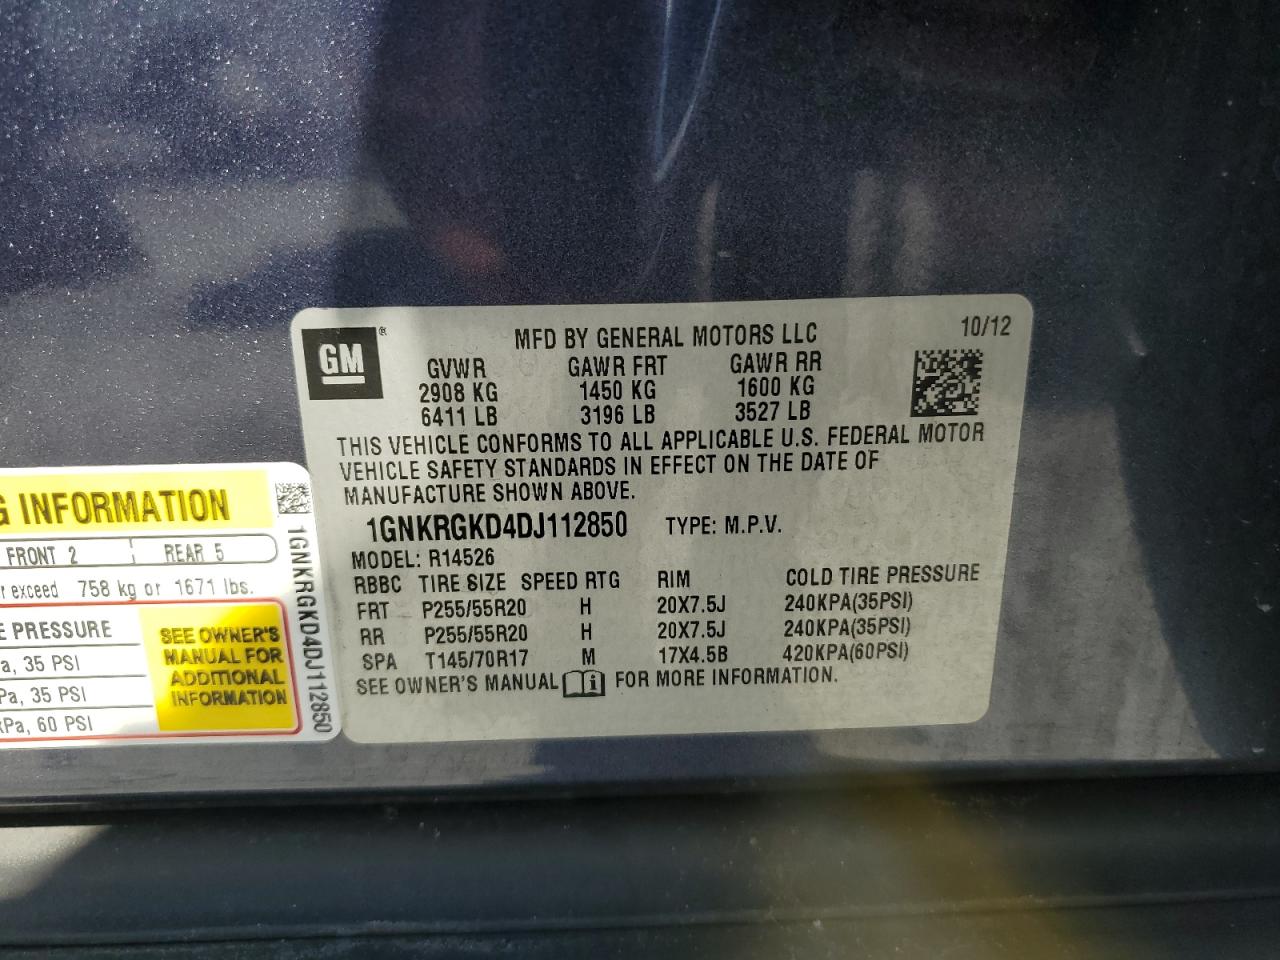 GM ®
MFD BY GENERAL MOTORS LLC
10/12
GVWR GAWR FRT GAWR RR
2908 KG 1450 KG 1600 KG
6411 LB 3196 LB 3527 LB
THIS VEHICLE CONFORMS TO ALL APPLICABLE U.S. FEDERAL MOTOR
VEHICLE SAFETY STANDARDS IN EFFECT ON THE DATE OF
MANUFACTURE SHOWN ABOVE.
1GNKRGKD4DJ112850 TYPE: M.P.V.
MODEL: R14526
RBBC TIRE SIZE SPEED RTG RIM COLD TIRE PRESSURE
FRT P255/55R20 H 20X7.5J 240KPA(35PSI)
RR P255/55R20 H 20X7.5J 240KPA(35PSI)
SPA T145/70R17 M 17X4.5B 420KPA(60PSI)
SEE OWNER'S MANUAL i FOR MORE INFORMATION.
G INFORMATION
FRONT 2 REAR 5
r exceed 758 kg or 1671 lbs.
E PRESSURE
a, 35 PSI
Pa, 35 PSI
kPa, 60 PSI
SEE OWNER'S
MANUAL FOR
ADDITIONAL
INFORMATION
1GNKRGKD4DJ112850